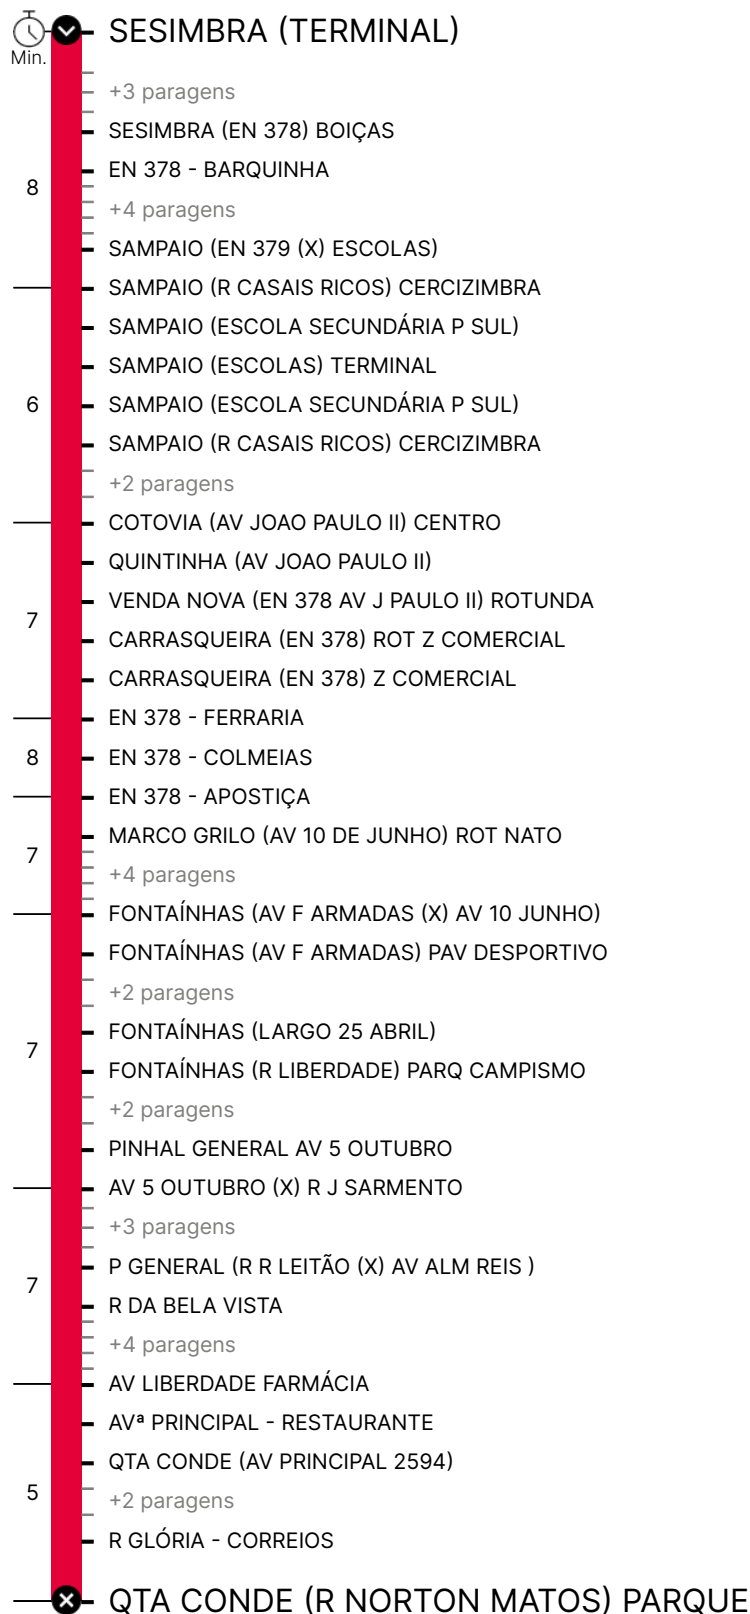 SESIMBRA (TERMINAL)
Min.
+3 paragens
SESIMBRA (EN 378) BOIÇAS
EN 378 - BARQUINHA
8
+4 paragens
SAMPAIO (EN 379 (X) ESCOLAS)
SAMPAIO (R CASAIS RICOS) CERCIZIMBRA
SAMPAIO (ESCOLA SECUNDÁRIA P SUL)
SAMPAIO (ESCOLAS) TERMINAL
6
SAMPAIO (ESCOLA SECUNDÁRIA P SUL)
SAMPAIO (R CASAIS RICOS) CERCIZIMBRA
+2 paragens
COTOVIA (AV JOAO PAULO II) CENTRO
QUINTINHA (AV JOAO PAULO II)
VENDA NOVA (EN 378 AV J PAULO II) ROTUNDA
7
CARRASQUEIRA (EN 378) ROT Z COMERCIAL
CARRASQUEIRA (EN 378) Z COMERCIAL
EN 378 - FERRARIA
8
EN 378 - COLMEIAS
EN 378 - APOSTIÇA
MARCO GRILO (AV 10 DE JUNHO) ROT NATO
7
+4 paragens
FONTAÍNHAS (AV F ARMADAS (X) AV 10 JUNHO)
FONTAÍNHAS (AV F ARMADAS) PAV DESPORTIVO
+2 paragens
FONTAÍNHAS (LARGO 25 ABRIL)
7
FONTAÍNHAS (R LIBERDADE) PARQ CAMPISMO
+2 paragens
PINHAL GENERAL AV 5 OUTUBRO
AV 5 OUTUBRO (X) R J SARMENTO
+3 paragens
P GENERAL (R R LEITÃO (X) AV ALM REIS )
7
R DA BELA VISTA
+4 paragens
AV LIBERDADE FARMÁCIA
AVª PRINCIPAL - RESTAURANTE
QTA CONDE (AV PRINCIPAL 2594)
5
+2 paragens
R GLÓRIA - CORREIOS
QTA CONDE (R NORTON MATOS) PARQUE